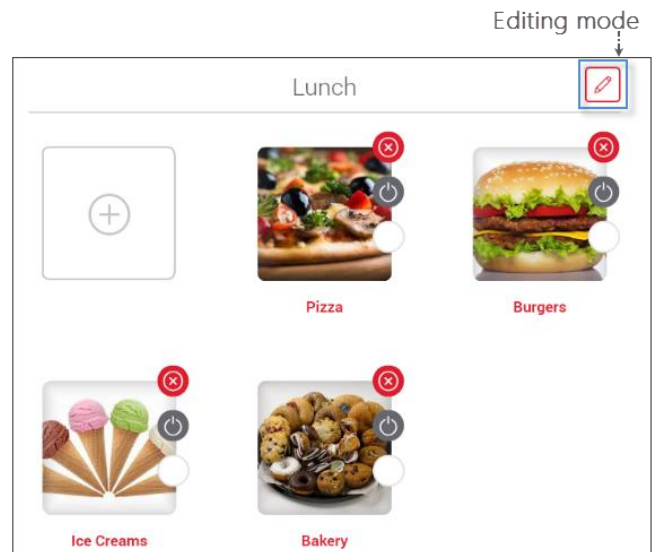 Editing mode
Lunch
Pizza
Burgers
Ice Creams
Bakery